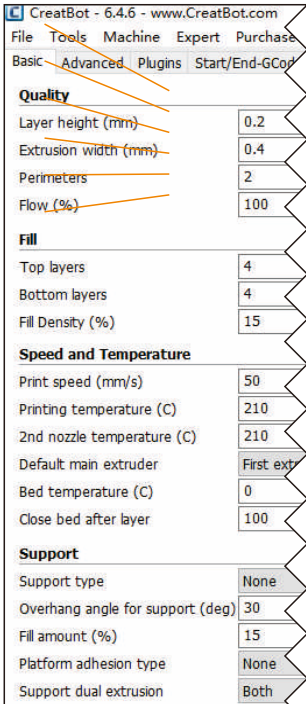 CreatBot - 6.4.6 - www.CreatBot.com
File Tools Machine Expert Purchase
Basic Advanced Plugins Start/End-GCod
Quality
Layer height (mm) 0.2
Extrusion width (mm) 0.4
Perimeters 2
Flow (%) 100
Fill
Top layers 4
Bottom layers 4
Fill Density (%) 15
Speed and Temperature
Print speed (mm/s) 50
Printing temperature (C) 210
2nd nozzle temperature (C) 210
Default main extruder First extr
Bed temperature (C) 0
Close bed after layer 100
Support
Support type None
Overhang angle for support (deg) 30
Fill amount (%) 15
Platform adhesion type None
Support dual extrusion Both